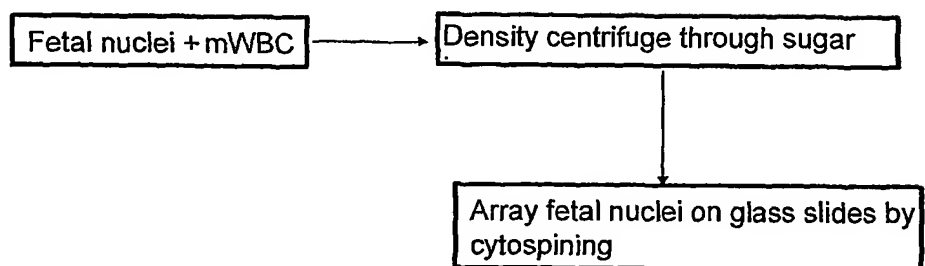 Fetal nuclei + mWBC
Density centrifuge through sugar
Array fetal nuclei on glass slides by
cytospining